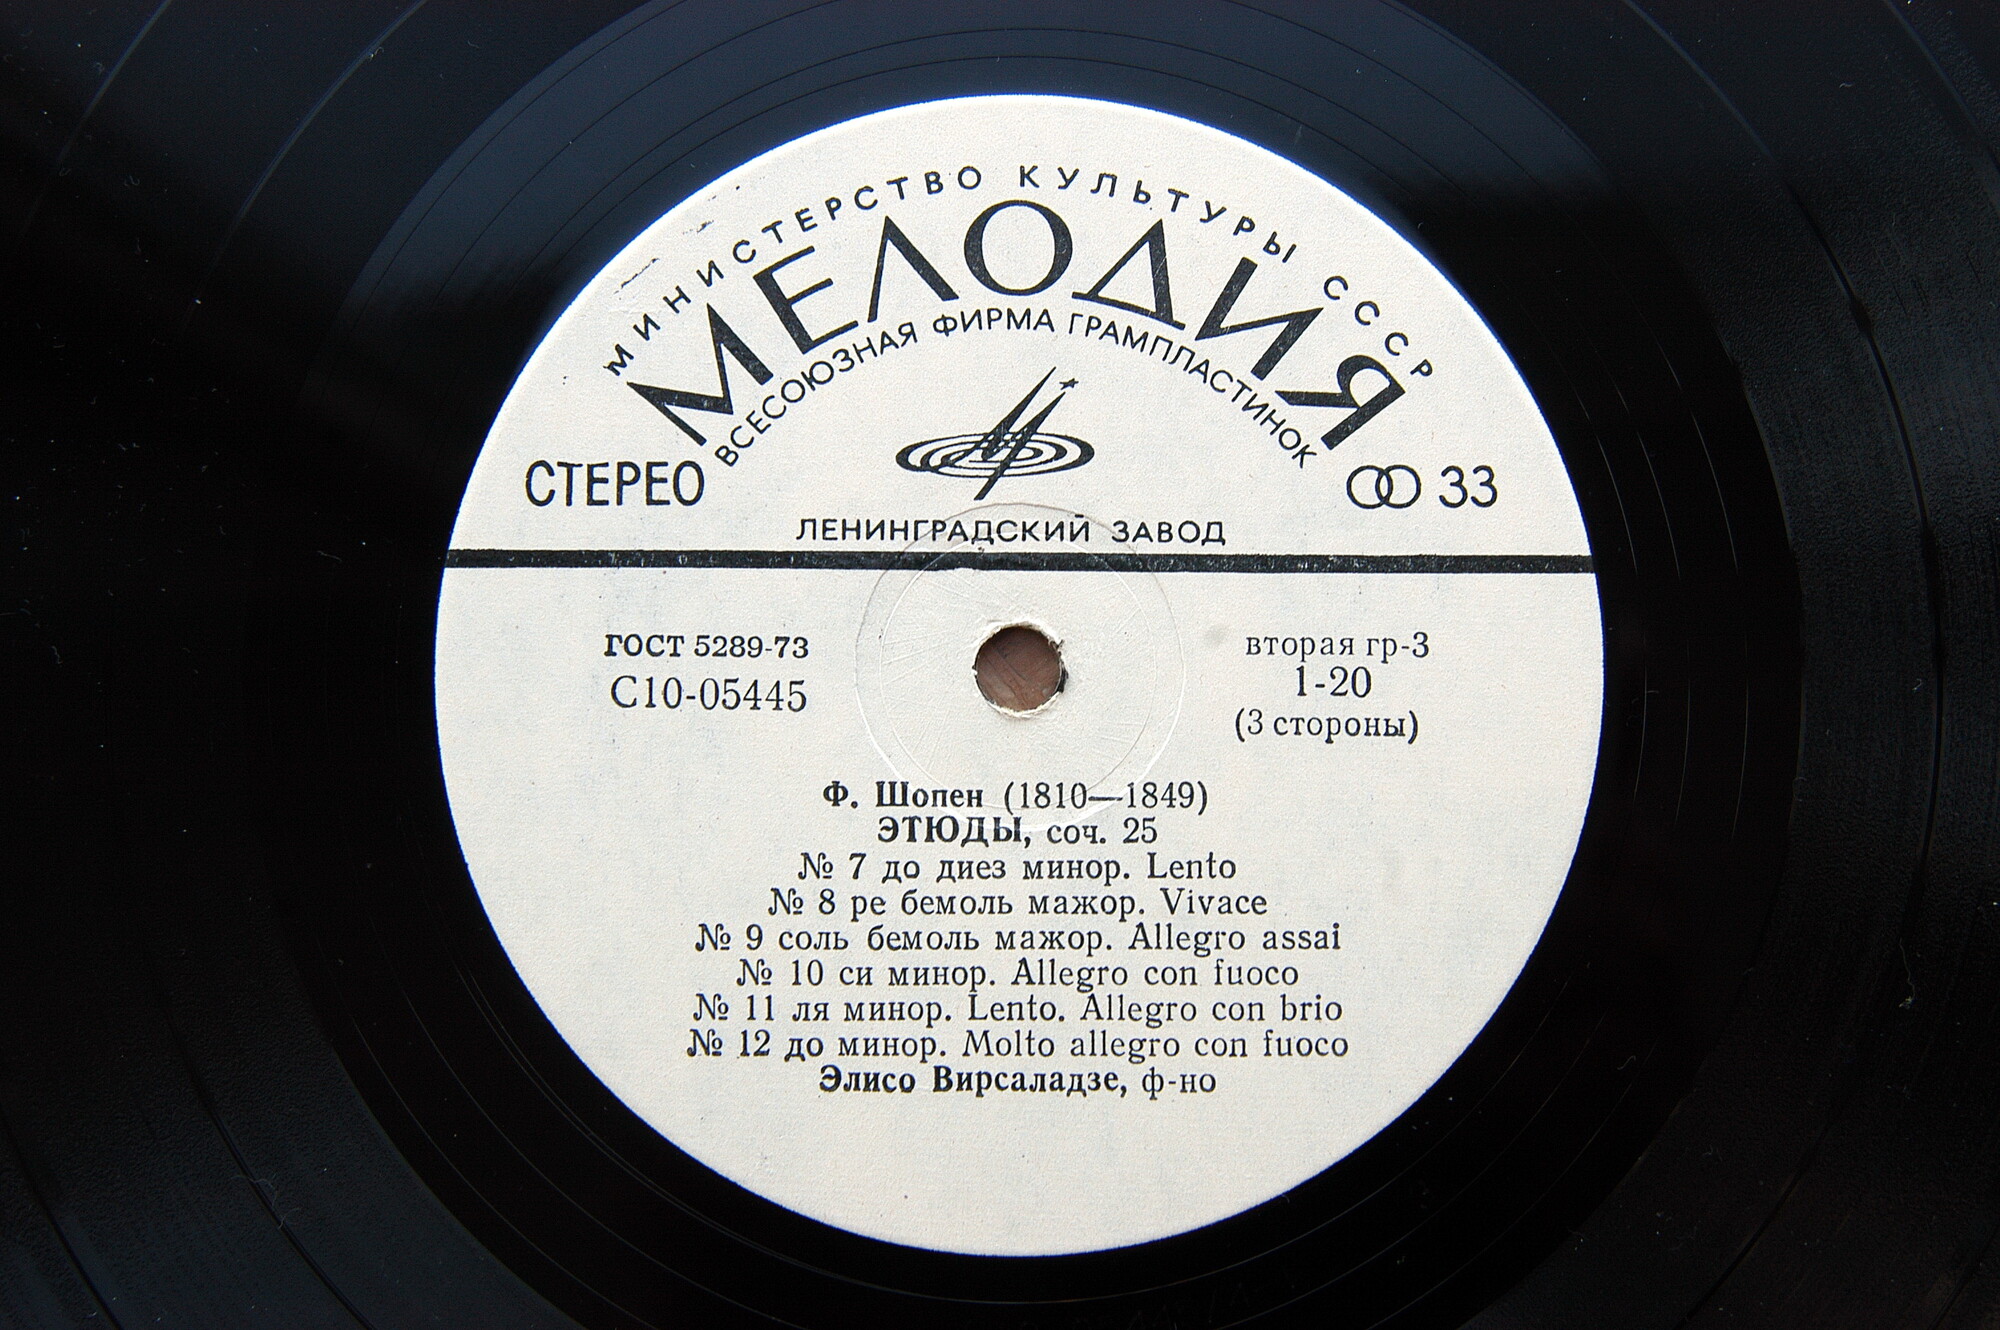 МИНИСТЕРСТВО КУЛЬТУРЫ СССР
МЕЛОДИЯ
ВСЕСОЮЗНАЯ ФИРМА ГРАМПЛАСТИНОК
СТЕРЕО
33
ЛЕНИНГРАДСКИЙ ЗАВОД
ГОСТ 5289-73
С10-05445
вторая гр-3
1-20
(3 стороны)
Ф. Шопен (1810—1849)
ЭТЮДЫ, соч. 25
№ 7 до диез минор. Lento
№ 8 ре бемоль мажор. Vivace
№ 9 соль бемоль мажор. Allegro assai
№ 10 си минор. Allegro con fuoco
№ 11 ля минор. Lento. Allegro con brio
№ 12 до минор. Molto allegro con fuoco
Элисо Вирсаладзе, ф-но